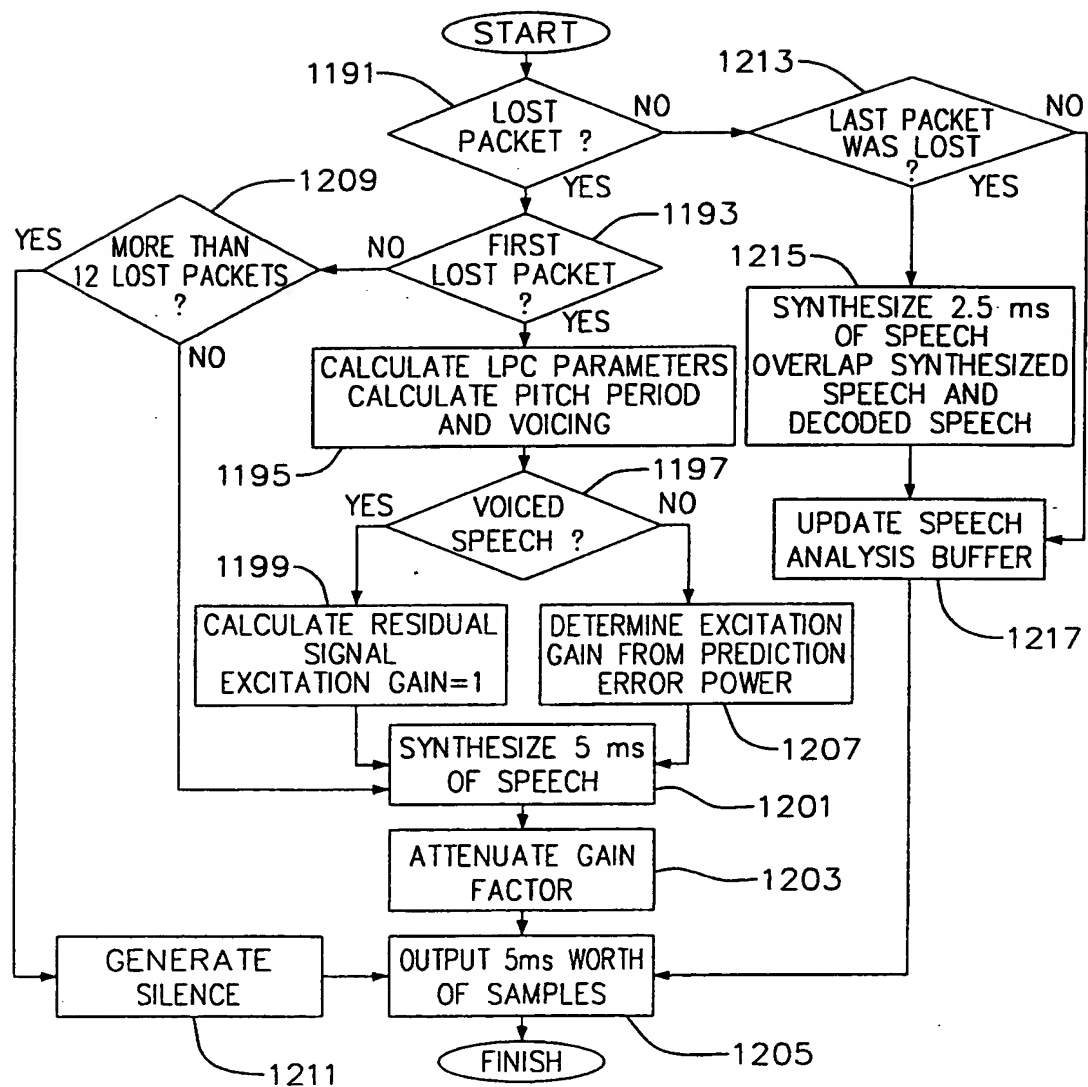 START
1191
LOST
PACKET ?
NO
YES
1213
LAST PACKET
WAS LOST
?
NO
YES
1209
MORE THAN
12 LOST PACKETS
?
YES
NO
1193
FIRST
LOST PACKET
?
NO
YES
1215
SYNTHESIZE 2.5 ms
OF SPEECH
OVERLAP SYNTHESIZED
SPEECH AND
DECODED SPEECH
CALCULATE LPC PARAMETERS
CALCULATE PITCH PERIOD
AND VOICING
1195
1197
VOICED
SPEECH ?
YES
NO
UPDATE SPEECH
ANALYSIS BUFFER
1217
1199
CALCULATE RESIDUAL
SIGNAL
EXCITATION GAIN=1
DETERMINE EXCITATION
GAIN FROM PREDICTION
ERROR POWER
1207
SYNTHESIZE 5 ms
OF SPEECH
1201
ATTENUATE GAIN
FACTOR
1203
GENERATE
SILENCE
1211
OUTPUT 5ms WORTH
OF SAMPLES
1205
FINISH